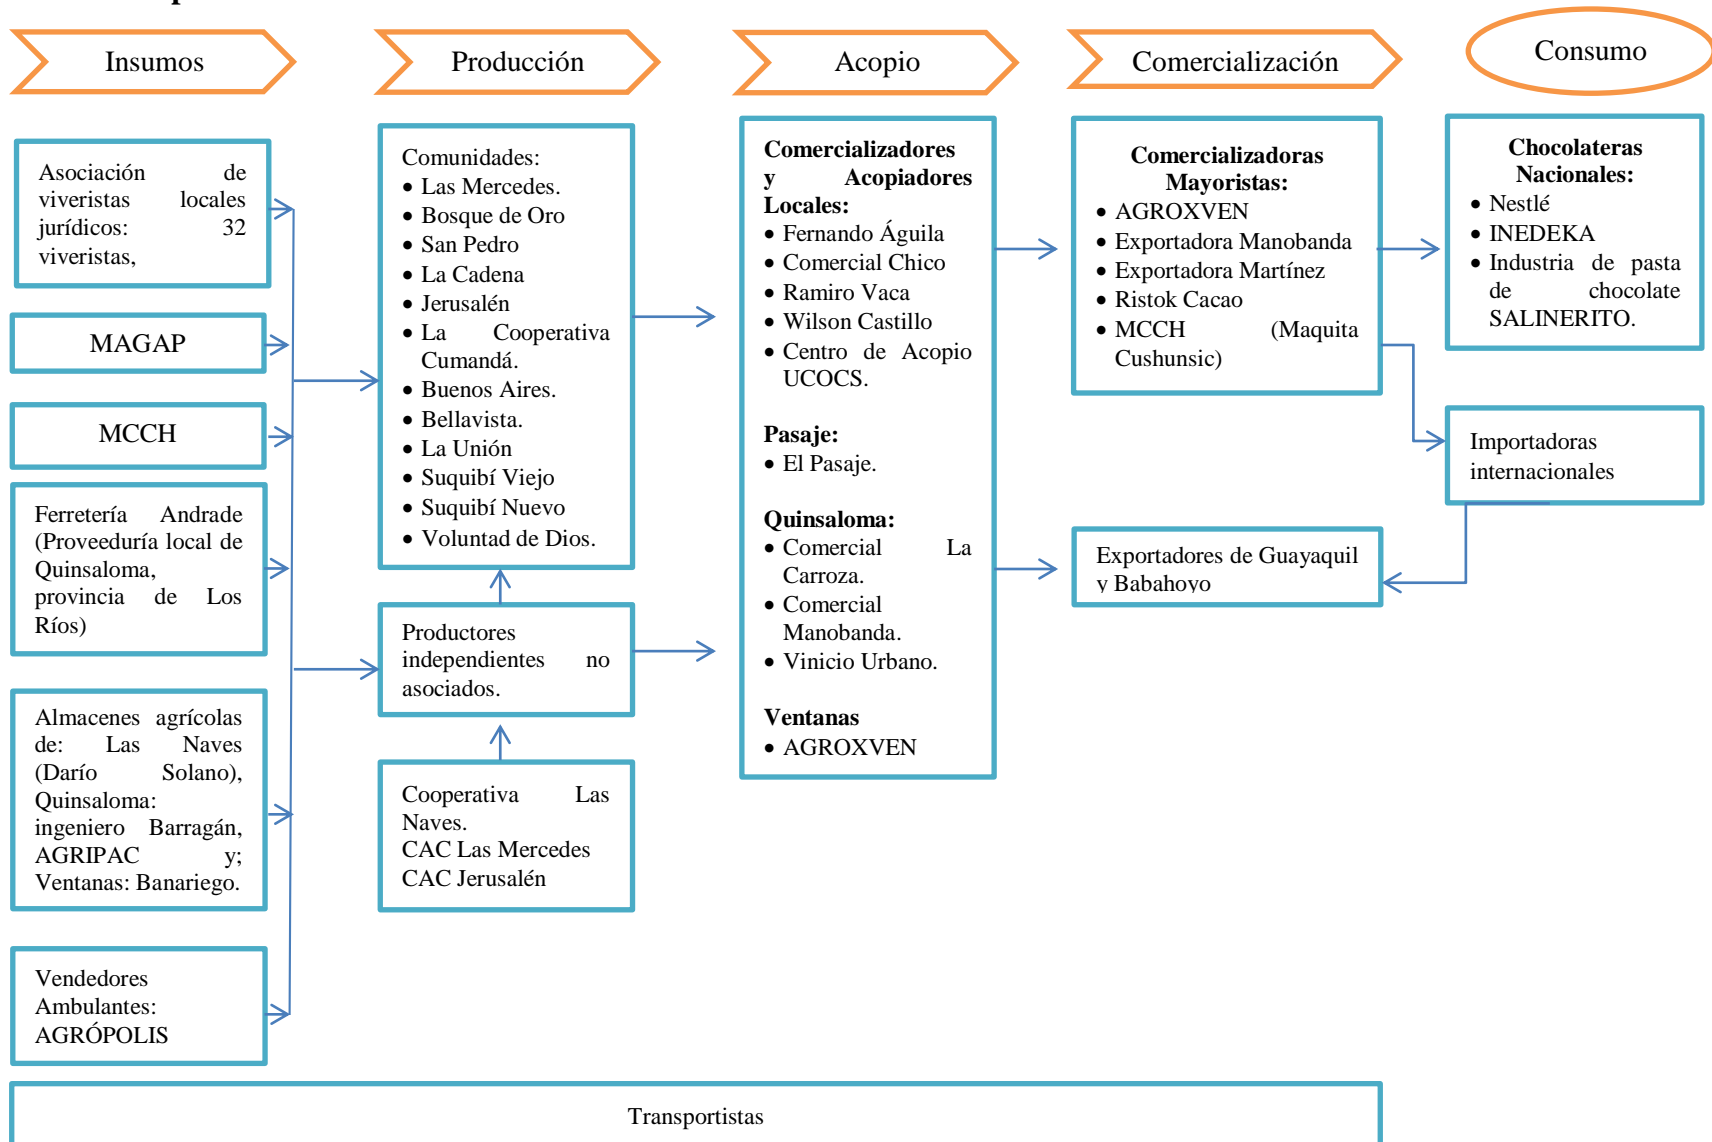 Insumos
Producción
Acopio
Comercialización
Consumo
Asociación de
viveristas locales
jurídicos: 32
viveristas,
MAGAP
MCCH
Ferretería Andrade
(Proveeduría local de
Quinsaloma,
provincia de Los
Ríos)
Almacenes agrícolas
de: Las Naves
(Darío Solano),
Quinsaloma:
ingeniero Barragán,
AGRIPAC y;
Ventanas: Banariego.
Vendedores
Ambulantes:
AGRÓPOLIS
Comunidades:
• Las Mercedes.
• Bosque de Oro
• San Pedro
• La Cadena
• Jerusalén
• La Cooperativa
Cumandá.
• Buenos Aires.
• Bellavista.
• La Unión
• Suquibí Viejo
• Suquibí Nuevo
• Voluntad de Dios.
Productores
independientes no
asociados.
Cooperativa Las
Naves.
CAC Las Mercedes
CAC Jerusalén
Comercializadores
y Acopiadores
Locales:
• Fernando Águila
• Comercial Chico
• Ramiro Vaca
• Wilson Castillo
• Centro de Acopio
UCOCS.
Pasaje:
• El Pasaje.
Quinsaloma:
• Comercial La
Carroza.
• Comercial
Manobanda.
• Vinicio Urbano.
Ventanas
• AGROXVEN
Comercializadoras
Mayoristas:
• AGROXVEN
• Exportadora Manobanda
• Exportadora Martínez
• Ristok Cacao
• MCCH (Maquita
Cushunsic)
Exportadores de Guayaquil
y Babahoyo
Chocolateras
Nacionales:
• Nestlé
• INEDEKA
• Industria de pasta
de chocolate
SALINERITO.
Importadoras
internacionales
Transportistas